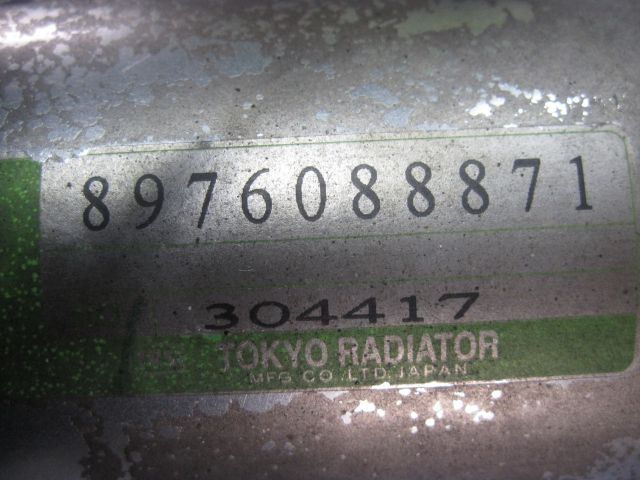 8976088871
304417
TOKYO RADIATOR
MFG CO LTD JAPAN